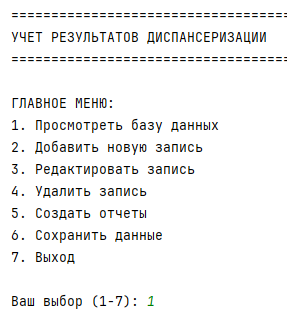 ====================================
УЧЕТ РЕЗУЛЬТАТОВ ДИСПАНСЕРИЗАЦИИ
====================================
ГЛАВНОЕ МЕНЮ:
1. Просмотреть базу данных
2. Добавить новую запись
3. Редактировать запись
4. Удалить запись
5. Создать отчеты
6. Сохранить данные
7. Выход
Ваш выбор (1-7): 1